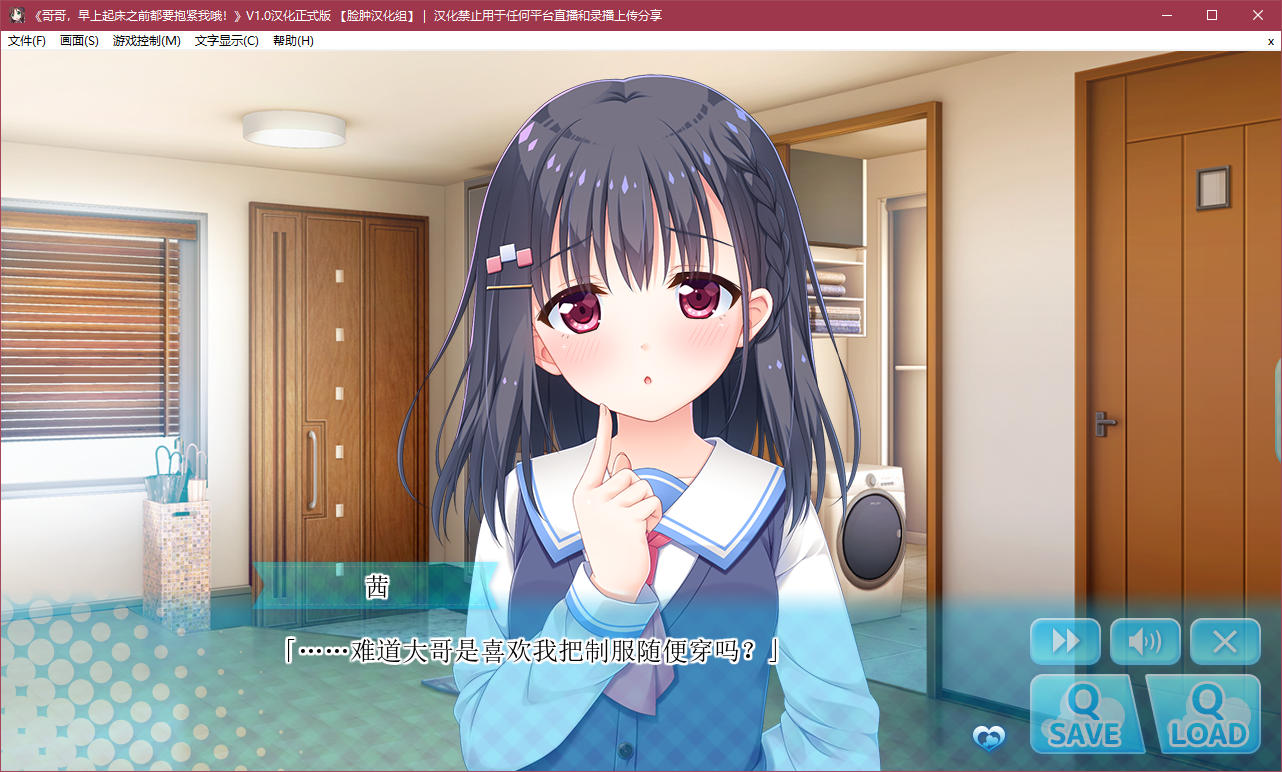 《哥哥，早上起床之前都要抱紧我哦！》V1.0汉化正式版 【脸肿汉化组】 | 汉化禁止用于任何平台直播和录播上传分享
文件(F) 画面(S) 游戏控制(M) 文字显示(C) 帮助(H) x
茜
「……难道大哥是喜欢我把制服随便穿吗？」
Q SAVE
Q LOAD